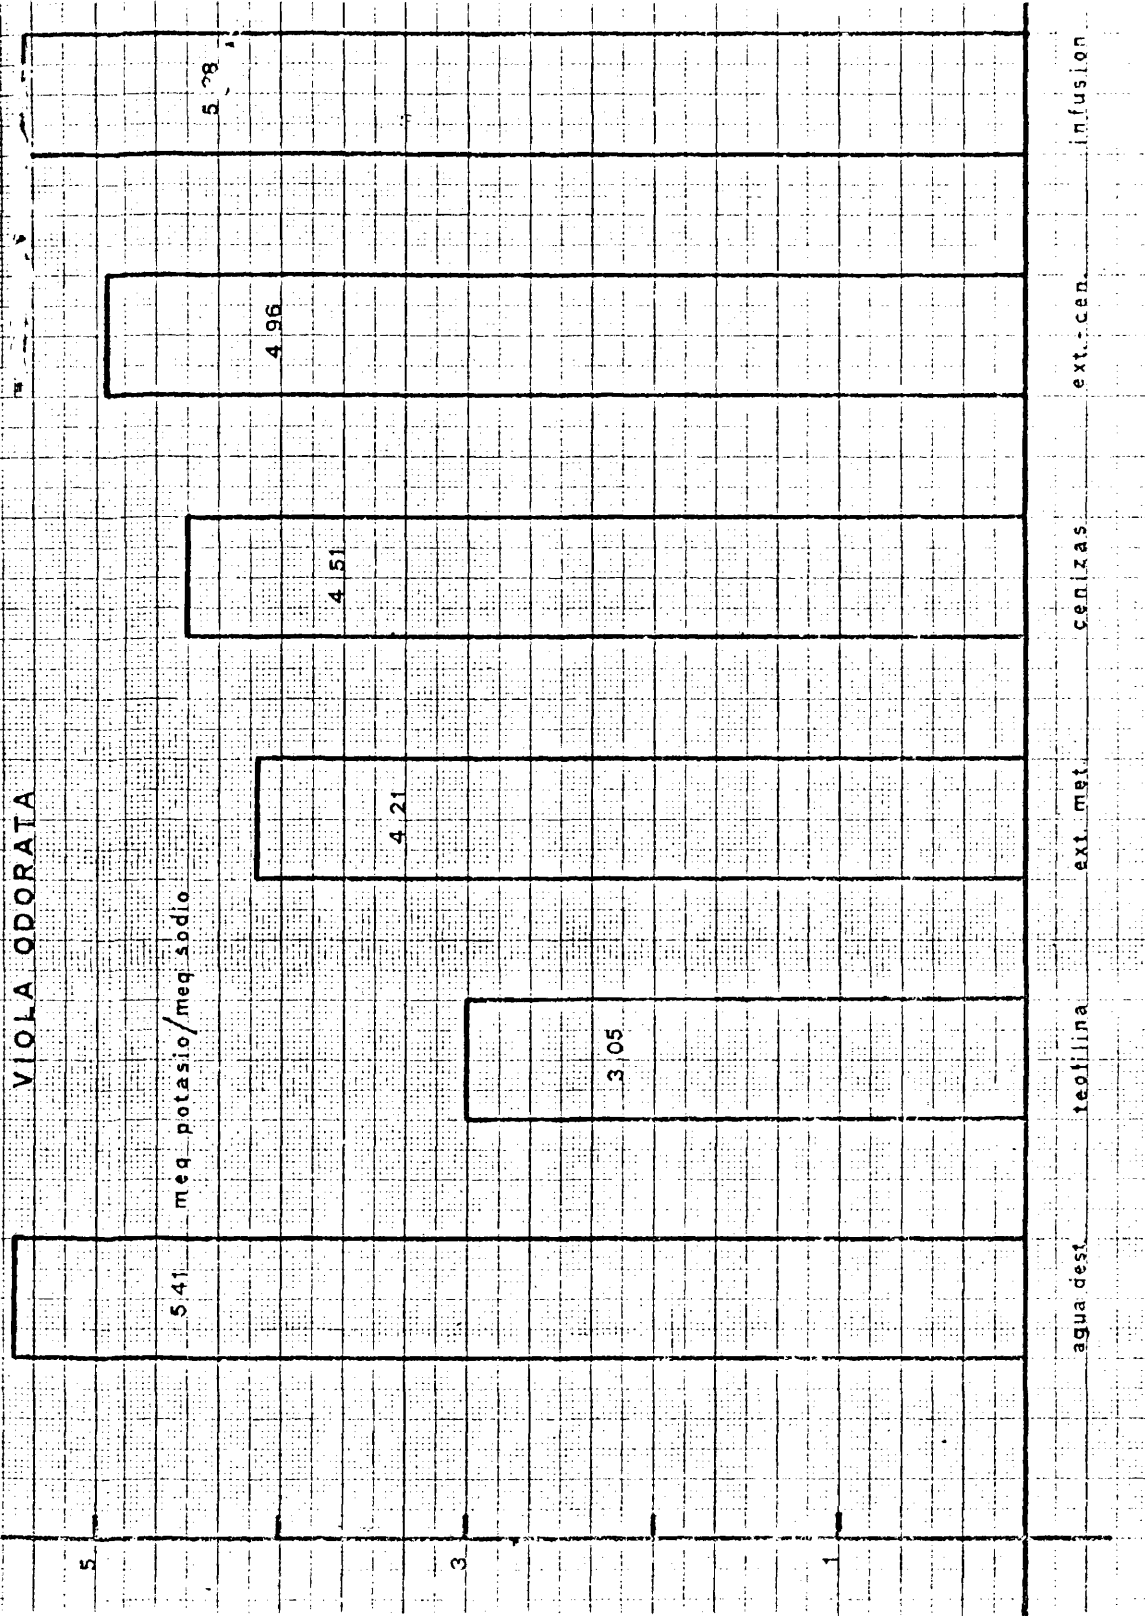 VIOLA ODORATA
meq potasio/meq sodio
5
3
1
5 41
3,05
4 21
4 51
4 96
agua dest
teofilina
ext met.
cenizas
ext.-cen.
infusion